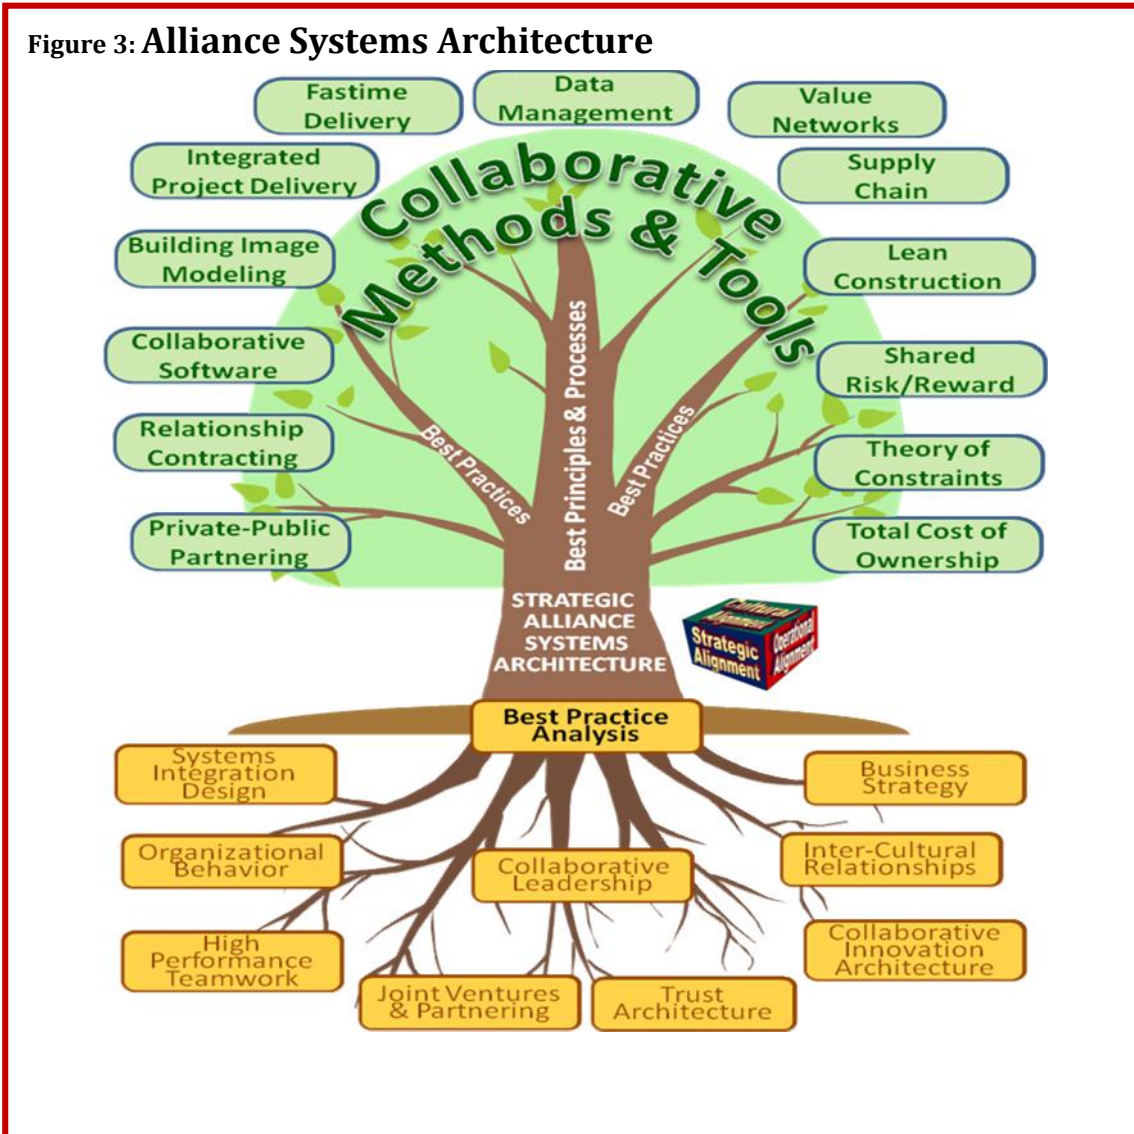 Figure 3: Alliance Systems Architecture
Fastime
Delivery
Data
Management
Value
Networks
Integrated
Project Delivery
Supply
Chain
Collaborative
Methods & Tools
Building Image
Modeling
Lean
Construction
Collaborative
Software
Shared
Risk/Reward
Relationship
Contracting
Theory of
Constraints
Private-Public
Partnering
Total Cost of
Ownership
Best Practices
Best Principles & Processes
Best Practices
STRATEGIC
ALLIANCE
SYSTEMS
ARCHITECTURE
Cultural
Alignment
Strategic
Alignment
Operational
Alignment
Best Practice
Analysis
Systems
Integration
Design
Business
Strategy
Organizational
Behavior
Collaborative
Leadership
Inter-Cultural
Relationships
High
Performance
Teamwork
Collaborative
Innovation
Architecture
Joint Ventures
& Partnering
Trust
Architecture